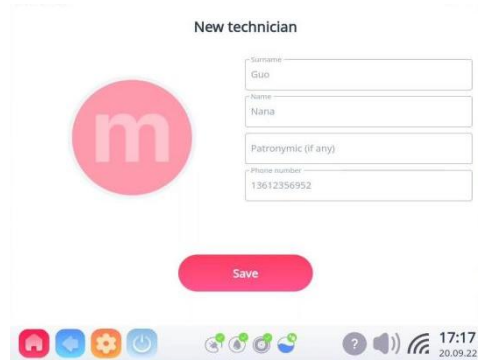 New technician
Surname
Guo
Name
Nana
Patronymic (if any)
Phone number
13612356952
m
Save
?
17:17
20.09.22